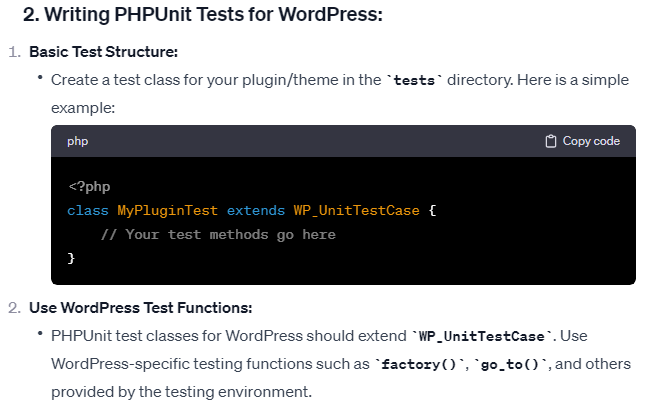 2. Writing PHPUnit Tests for WordPress:
1. Basic Test Structure:
• Create a test class for your plugin/theme in the `tests` directory. Here is a simple
example:
php Copy code
<?php
class MyPluginTest extends WP_UnitTestCase {
    // Your test methods go here
}
2. Use WordPress Test Functions:
• PHPUnit test classes for WordPress should extend `WP_UnitTestCase`. Use
WordPress-specific testing functions such as `factory()`, `go_to()`, and others
provided by the testing environment.